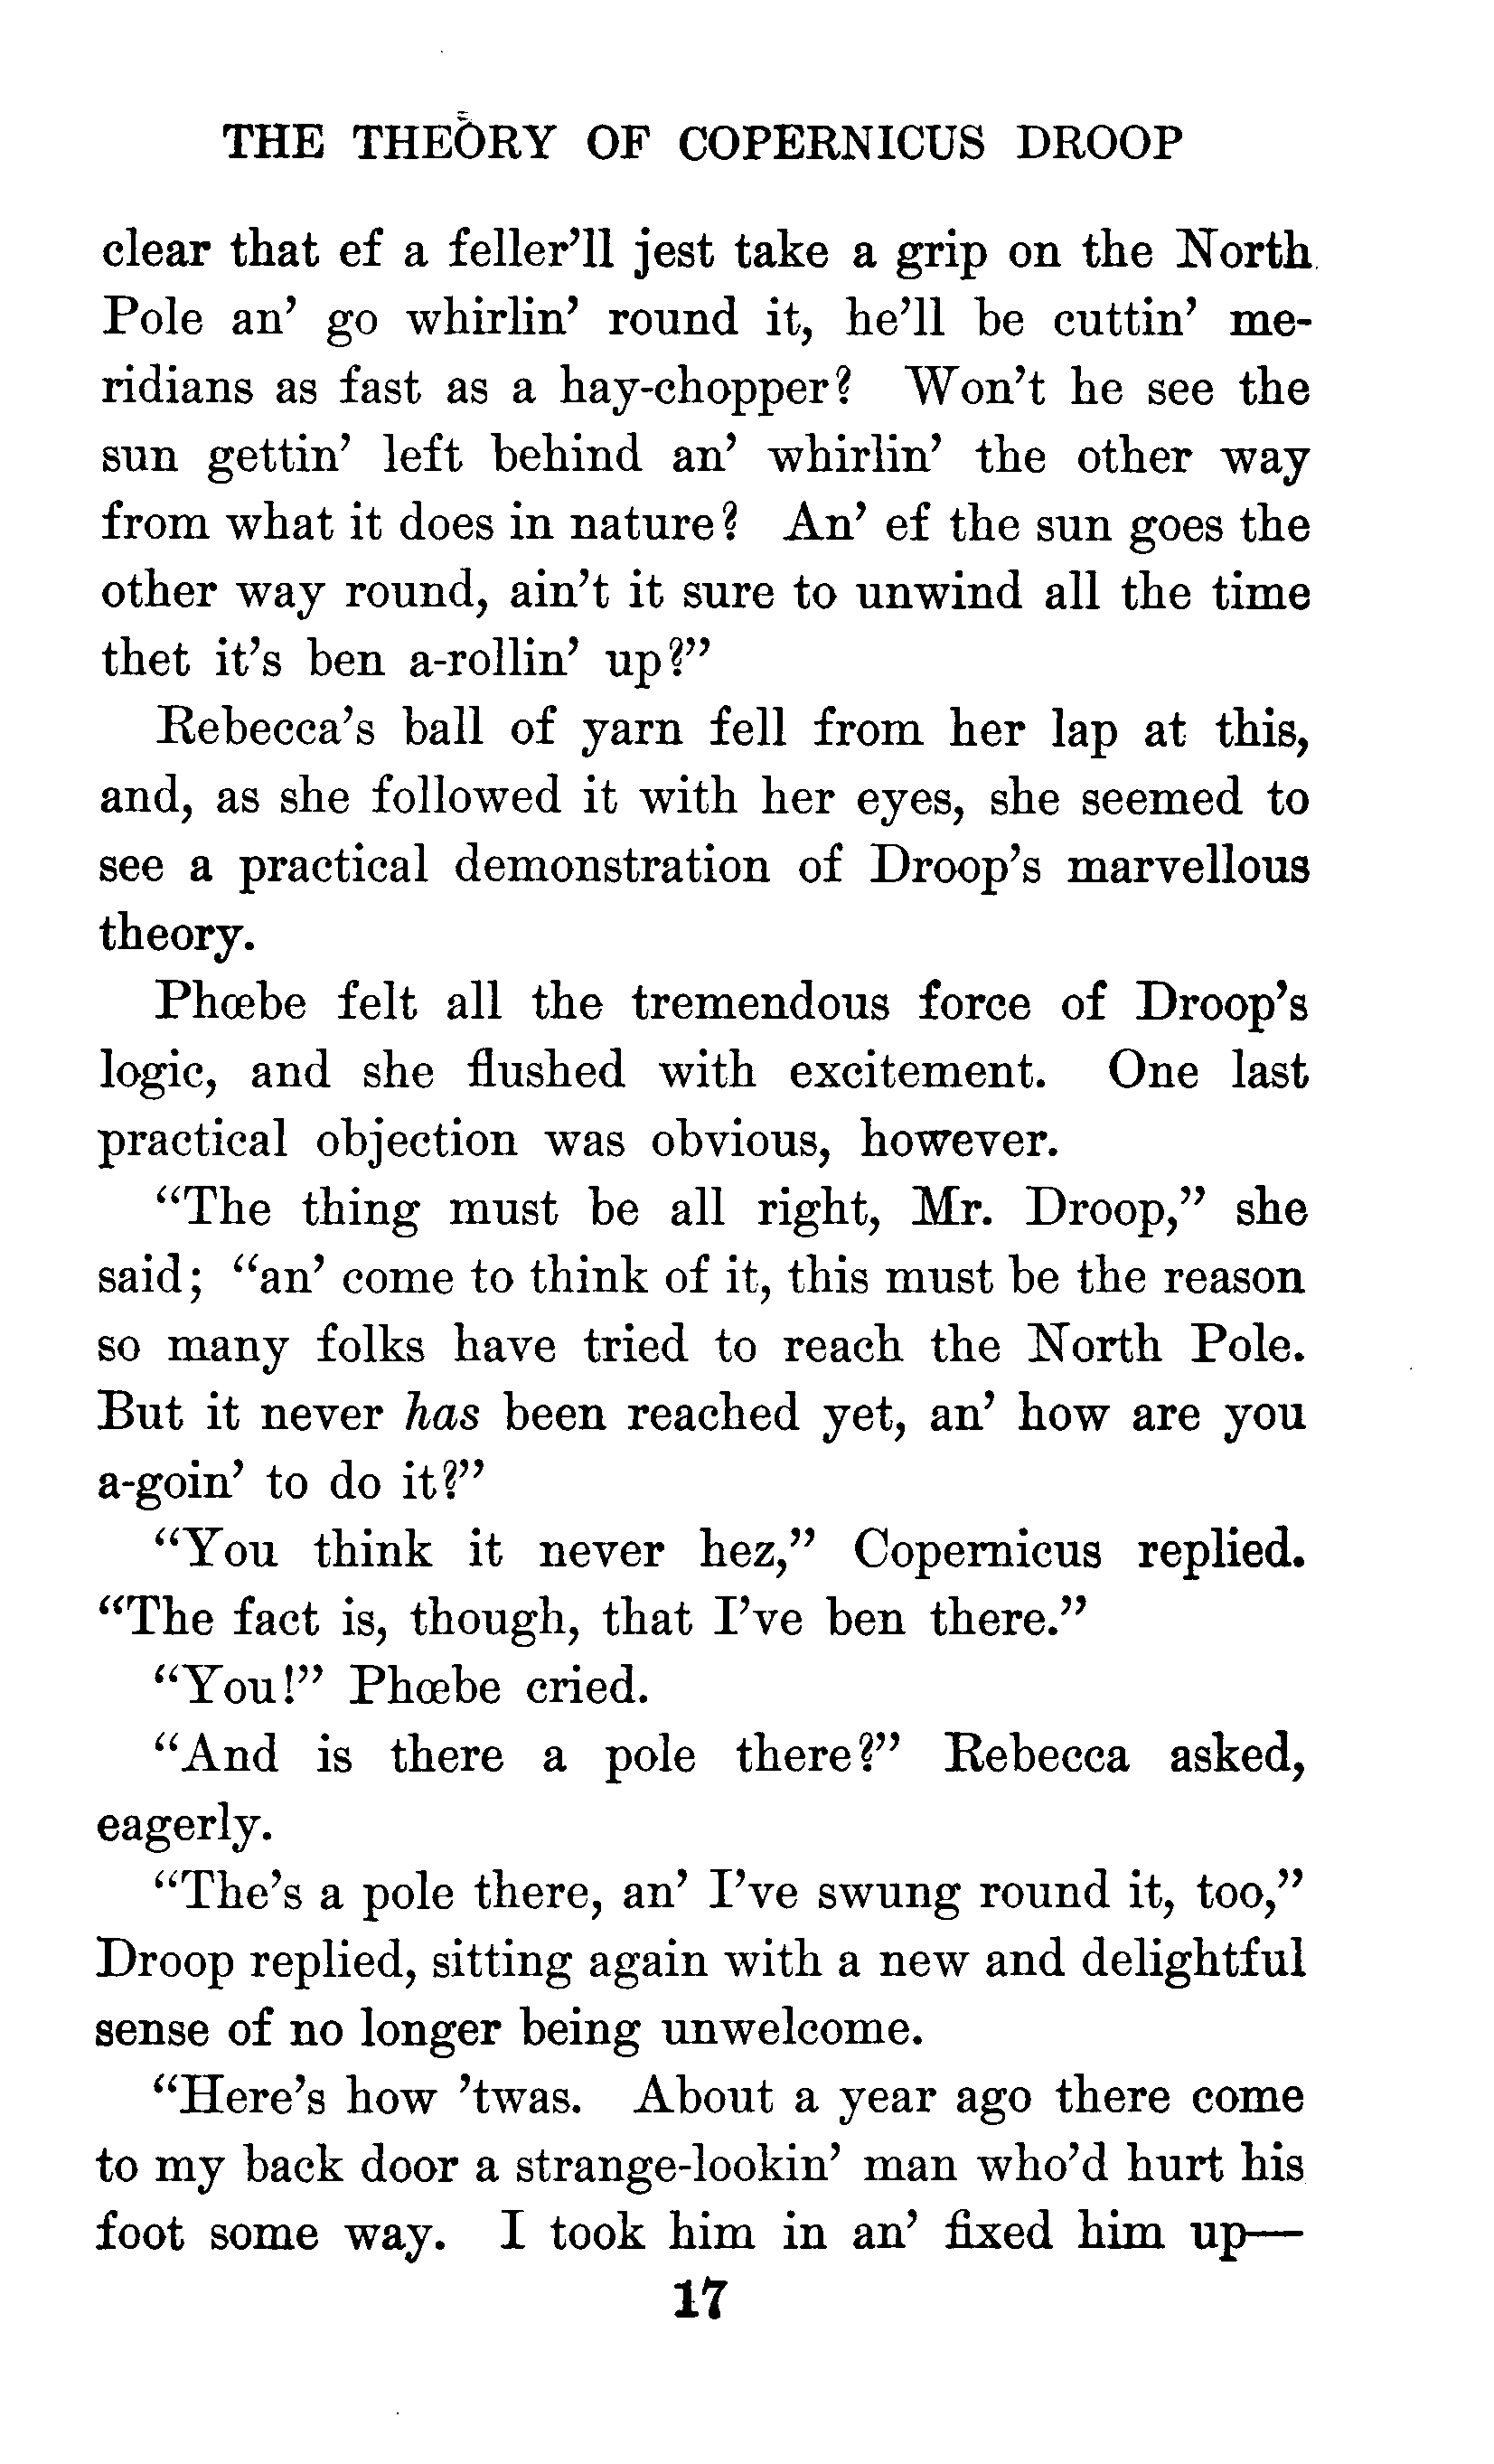 THE THEORY OF COPERNICUS DROOP
clear that ef a feller’ll jest take a grip on the North
Pole an’ go whirlin’ round it, he’ll be cuttin’ me-
ridians as fast as a hay-chopper? Won’t he see the
sun gettin’ left behind an’ whirlin’ the other way
from what it does in nature? An’ ef the sun goes the
other way round, ain’t it sure to unwind all the time
thet it’s ben a-rollin’ up?”
Rebecca’s ball of yarn fell from her lap at this,
and, as she followed it with her eyes, she seemed to
see a practical demonstration of Droop’s marvellous
theory.
Phœbe felt all the tremendous force of Droop’s
logic, and she flushed with excitement. One last
practical objection was obvious, however.
“The thing must be all right, Mr. Droop,” she
said; “an’ come to think of it, this must be the reason
so many folks have tried to reach the North Pole.
But it never has been reached yet, an’ how are you
a-goin’ to do it?”
“You think it never hez,” Copernicus replied.
“The fact is, though, that I’ve ben there.”
“You!” Phœbe cried.
“And is there a pole there?” Rebecca asked,
eagerly.
“The’s a pole there, an’ I’ve swung round it, too,”
Droop replied, sitting again with a new and delightful
sense of no longer being unwelcome.
“Here’s how ’twas. About a year ago there come
to my back door a strange-lookin’ man who’d hurt his
foot some way. I took him in an’ fixed him up—
17